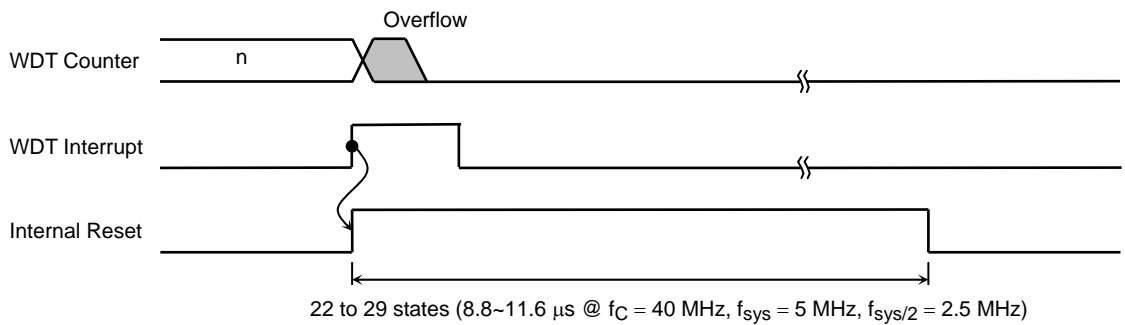 Overflow
WDT Counter
n
WDT Interrupt
Internal Reset
22 to 29 states (8.8~11.6 μs @ fC = 40 MHz, fsys = 5 MHz, fsys/2 = 2.5 MHz)